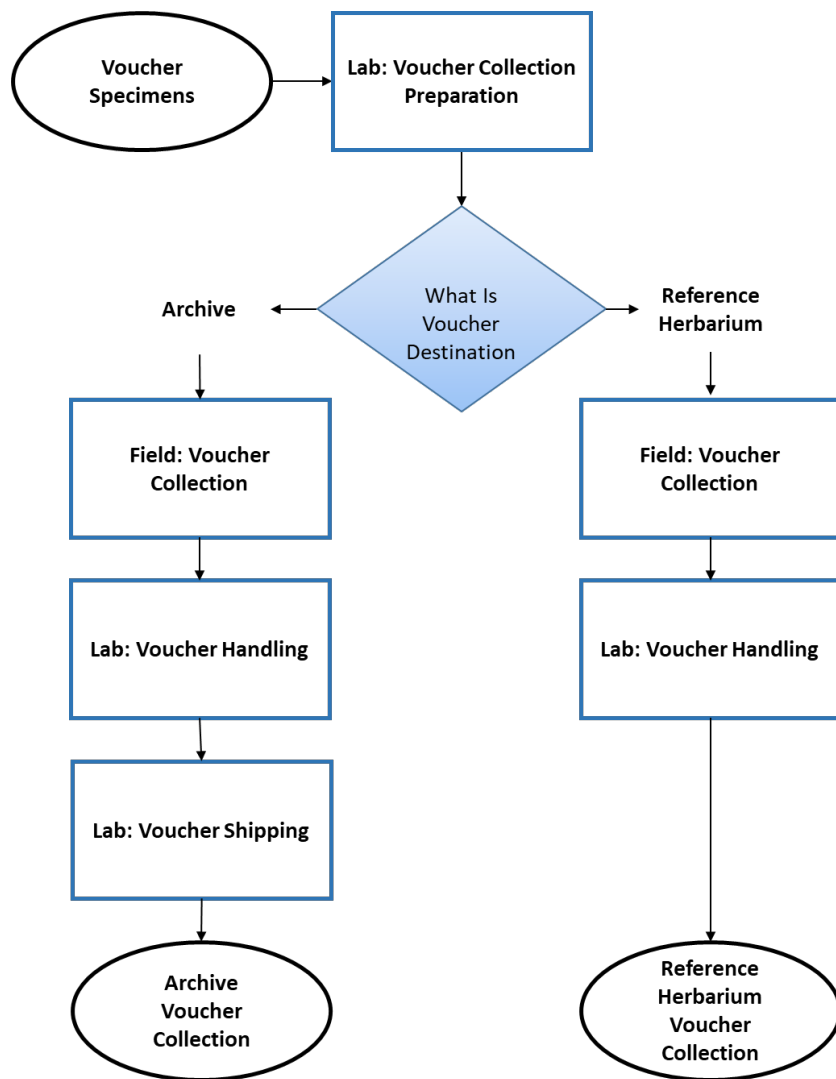 Voucher
Specimens
Lab: Voucher Collection
Preparation
What Is
Voucher
Destination
Archive
Reference
Herbarium
Field: Voucher
Collection
Field: Voucher
Collection
Lab: Voucher Handling
Lab: Voucher Handling
Lab: Voucher Shipping
Archive
Voucher
Collection
Reference
Herbarium
Voucher
Collection